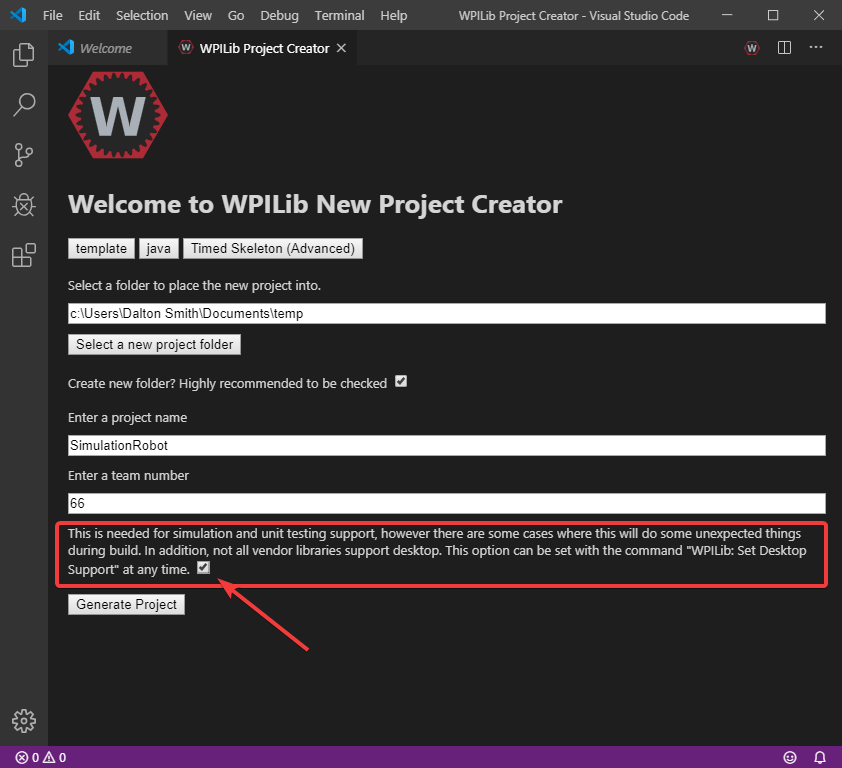 File Edit Selection View Go Debug Terminal Help WPILib Project Creator - Visual Studio Code
Welcome W WPILib Project Creator W
W
Welcome to WPILib New Project Creator
template java Timed Skeleton (Advanced)
Select a folder to place the new project into.
c:\Users\Dalton Smith\Documents\temp
Select a new project folder
Create new folder? Highly recommended to be checked
Enter a project name
SimulationRobot
Enter a team number
66
This is needed for simulation and unit testing support, however there are some cases where this will do some unexpected things
during build. In addition, not all vendor libraries support desktop. This option can be set with the command "WPILib: Set Desktop
Support" at any time.
Generate Project
0 0